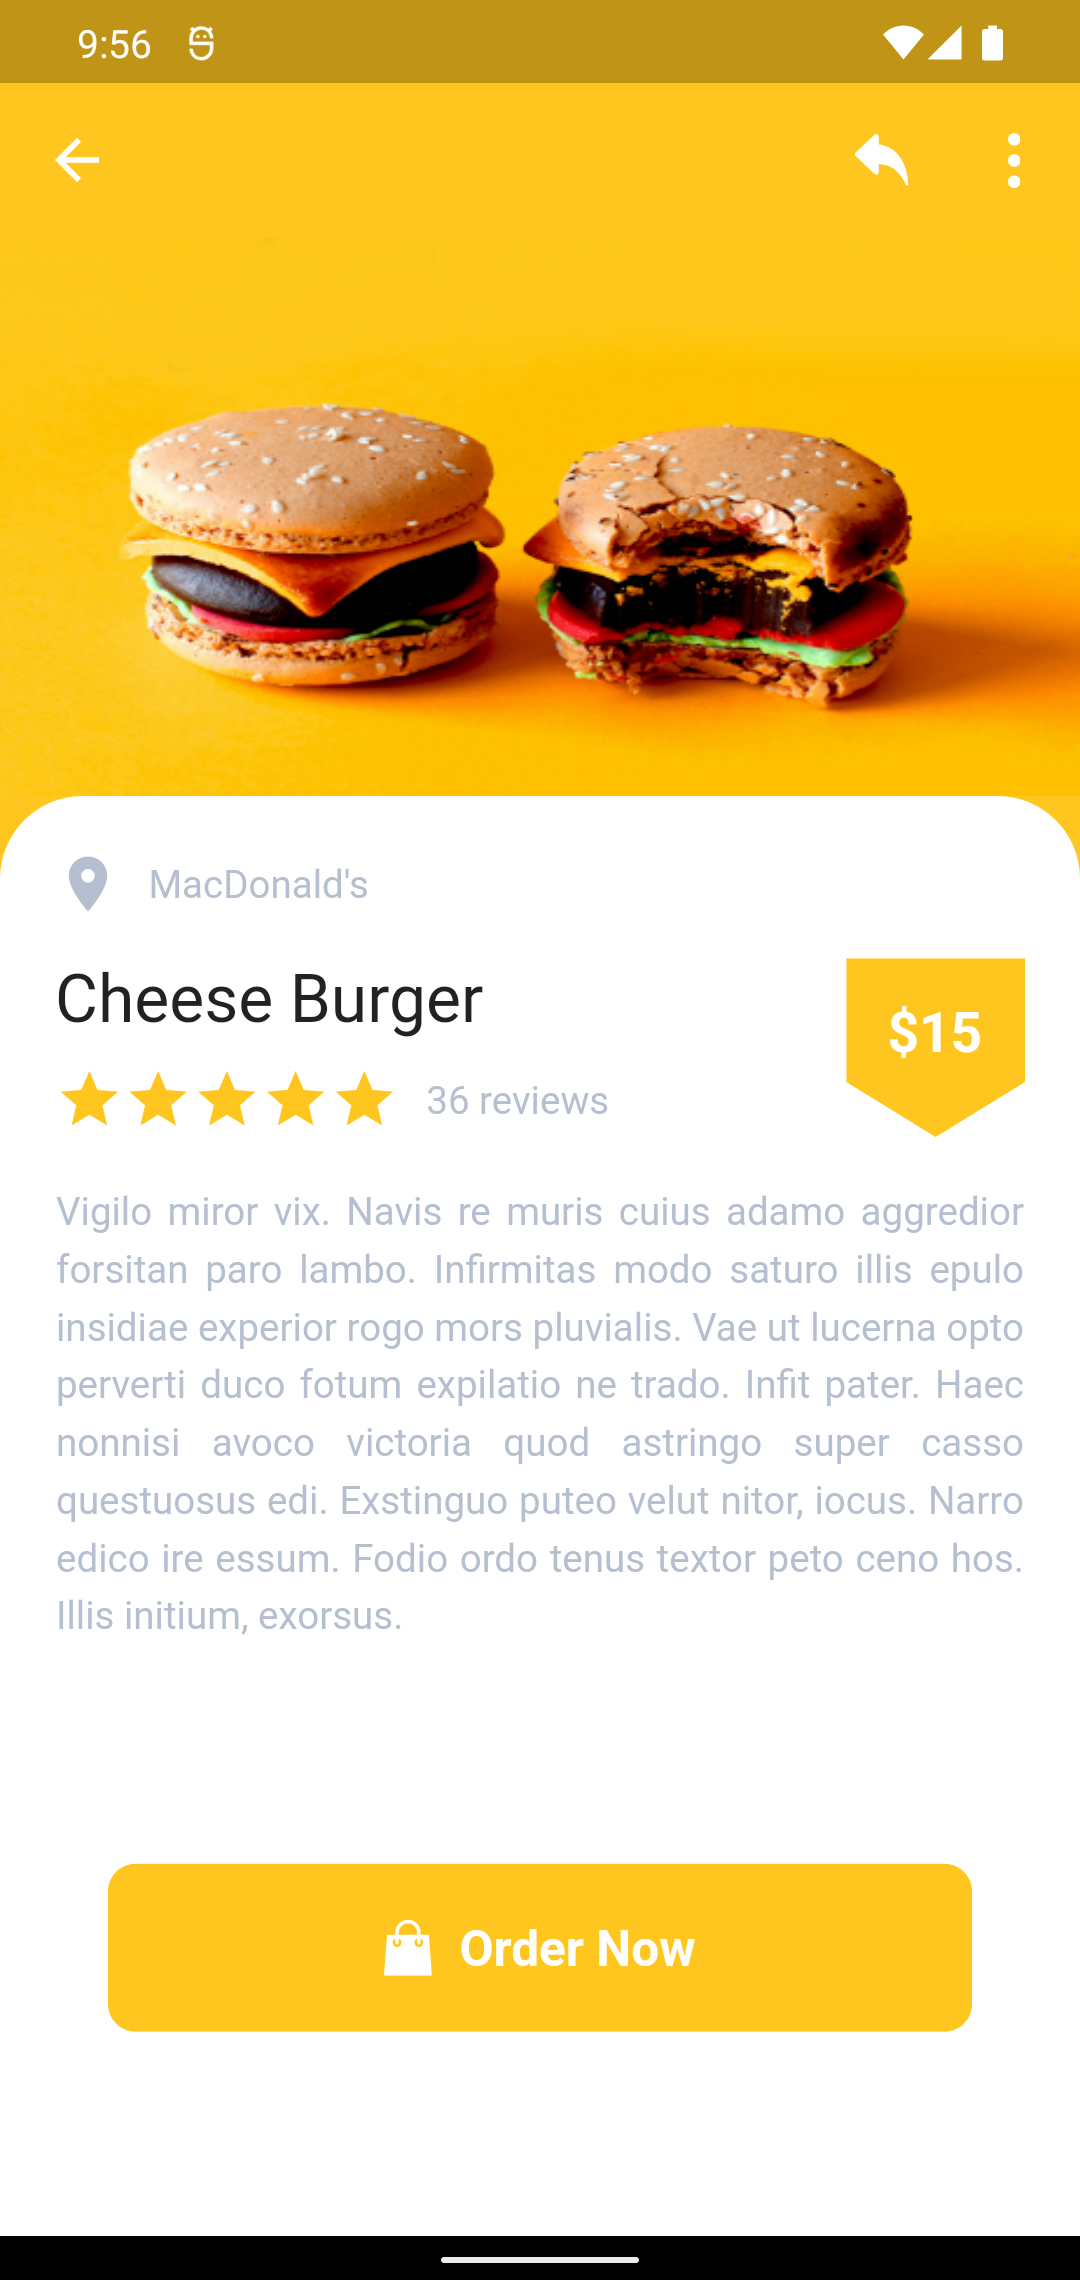 9:56
MacDonald's
Cheese Burger
$15
36 reviews
Vigilo miror vix. Navis re muris cuius adamo aggredior
forsitan paro lambo. Infirmitas modo saturo illis epulo
insidiae experior rogo mors pluvialis. Vae ut lucerna opto
perverti duco fotum expilatio ne trado. Infit pater. Haec
nonnisi avoco victoria quod astringo super casso
questuosus edi. Exstinguo puteo velut nitor, iocus. Narro
edico ire essum. Fodio ordo tenus textor peto ceno hos.
Illis initium, exorsus.
Order Now